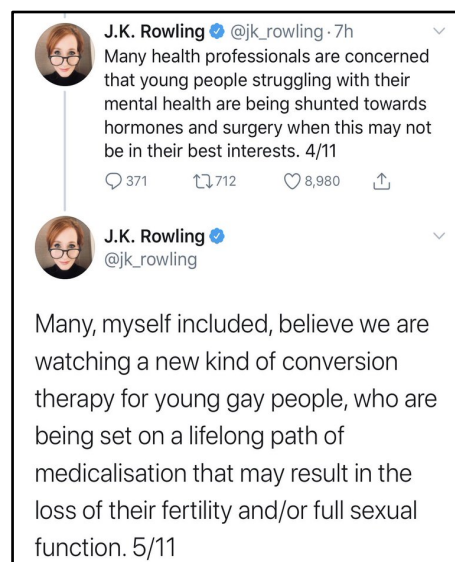 J.K. Rowling @jk_rowling · 7h
Many health professionals are concerned
that young people struggling with their
mental health are being shunted towards
hormones and surgery when this may not
be in their best interests. 4/11
371 712 8,980
J.K. Rowling
@jk_rowling
Many, myself included, believe we are
watching a new kind of conversion
therapy for young gay people, who are
being set on a lifelong path of
medicalisation that may result in the
loss of their fertility and/or full sexual
function. 5/11